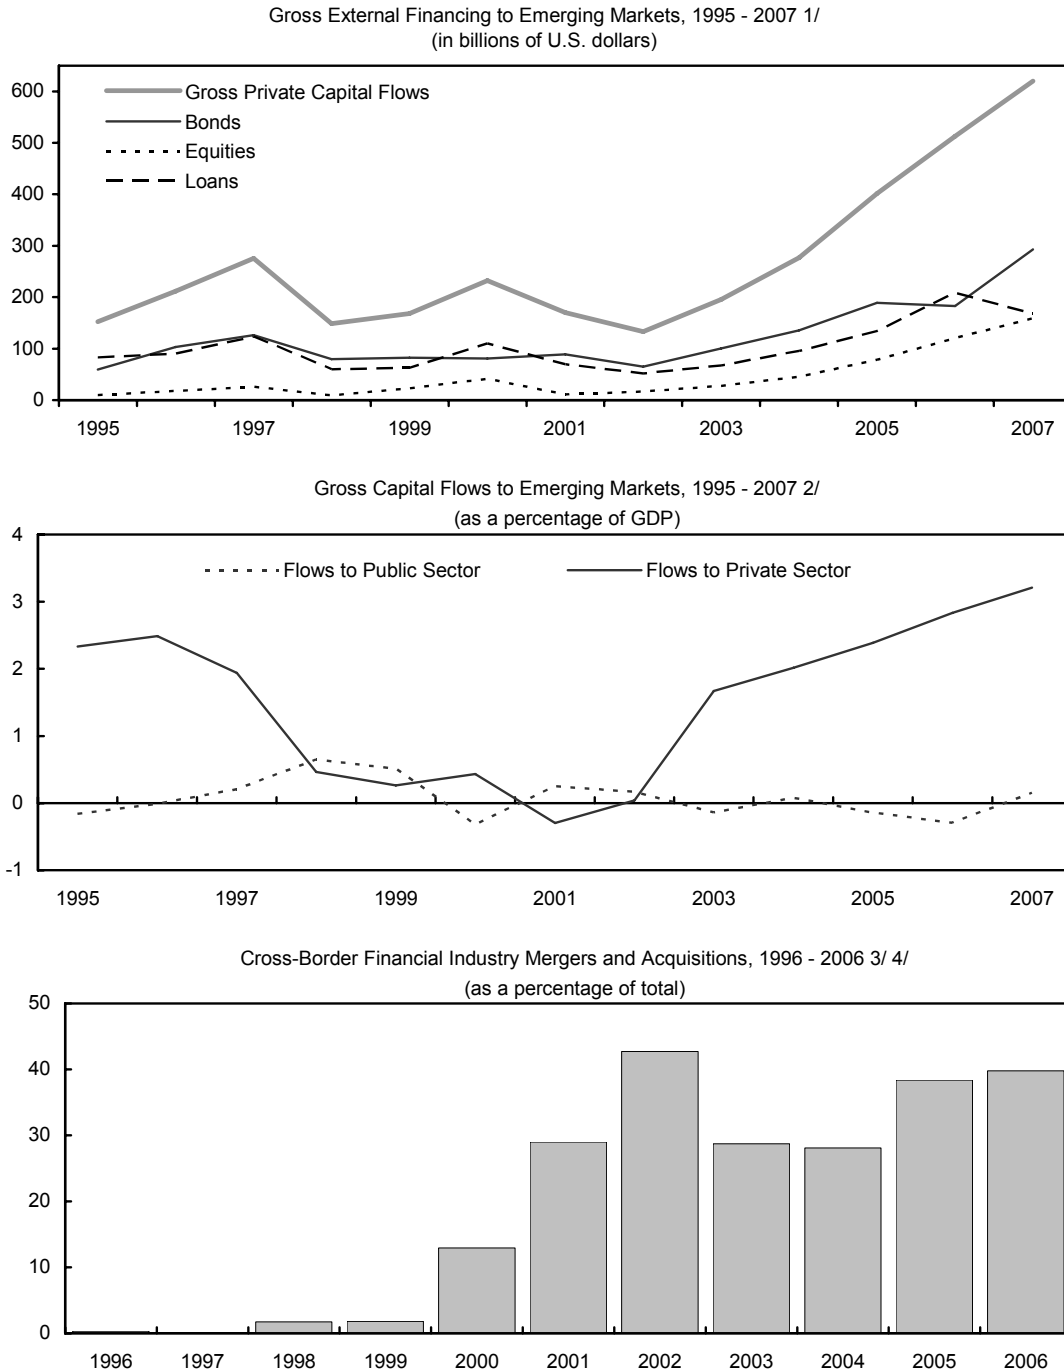 Gross External Financing to Emerging Markets, 1995 - 2007 1/
(in billions of U.S. dollars)
600
500
400
300
200
100
0
Gross Private Capital Flows
Bonds
Equities
Loans
1995 1997 1999 2001 2003 2005 2007
Gross Capital Flows to Emerging Markets, 1995 - 2007 2/
(as a percentage of GDP)
4
3
2
1
0
-1
Flows to Public Sector Flows to Private Sector
1995 1997 1999 2001 2003 2005 2007
Cross-Border Financial Industry Mergers and Acquisitions, 1996 - 2006 3/ 4/
(as a percentage of total)
50
40
30
20
10
0
1996 1997 1998 1999 2000 2001 2002 2003 2004 2005 2006